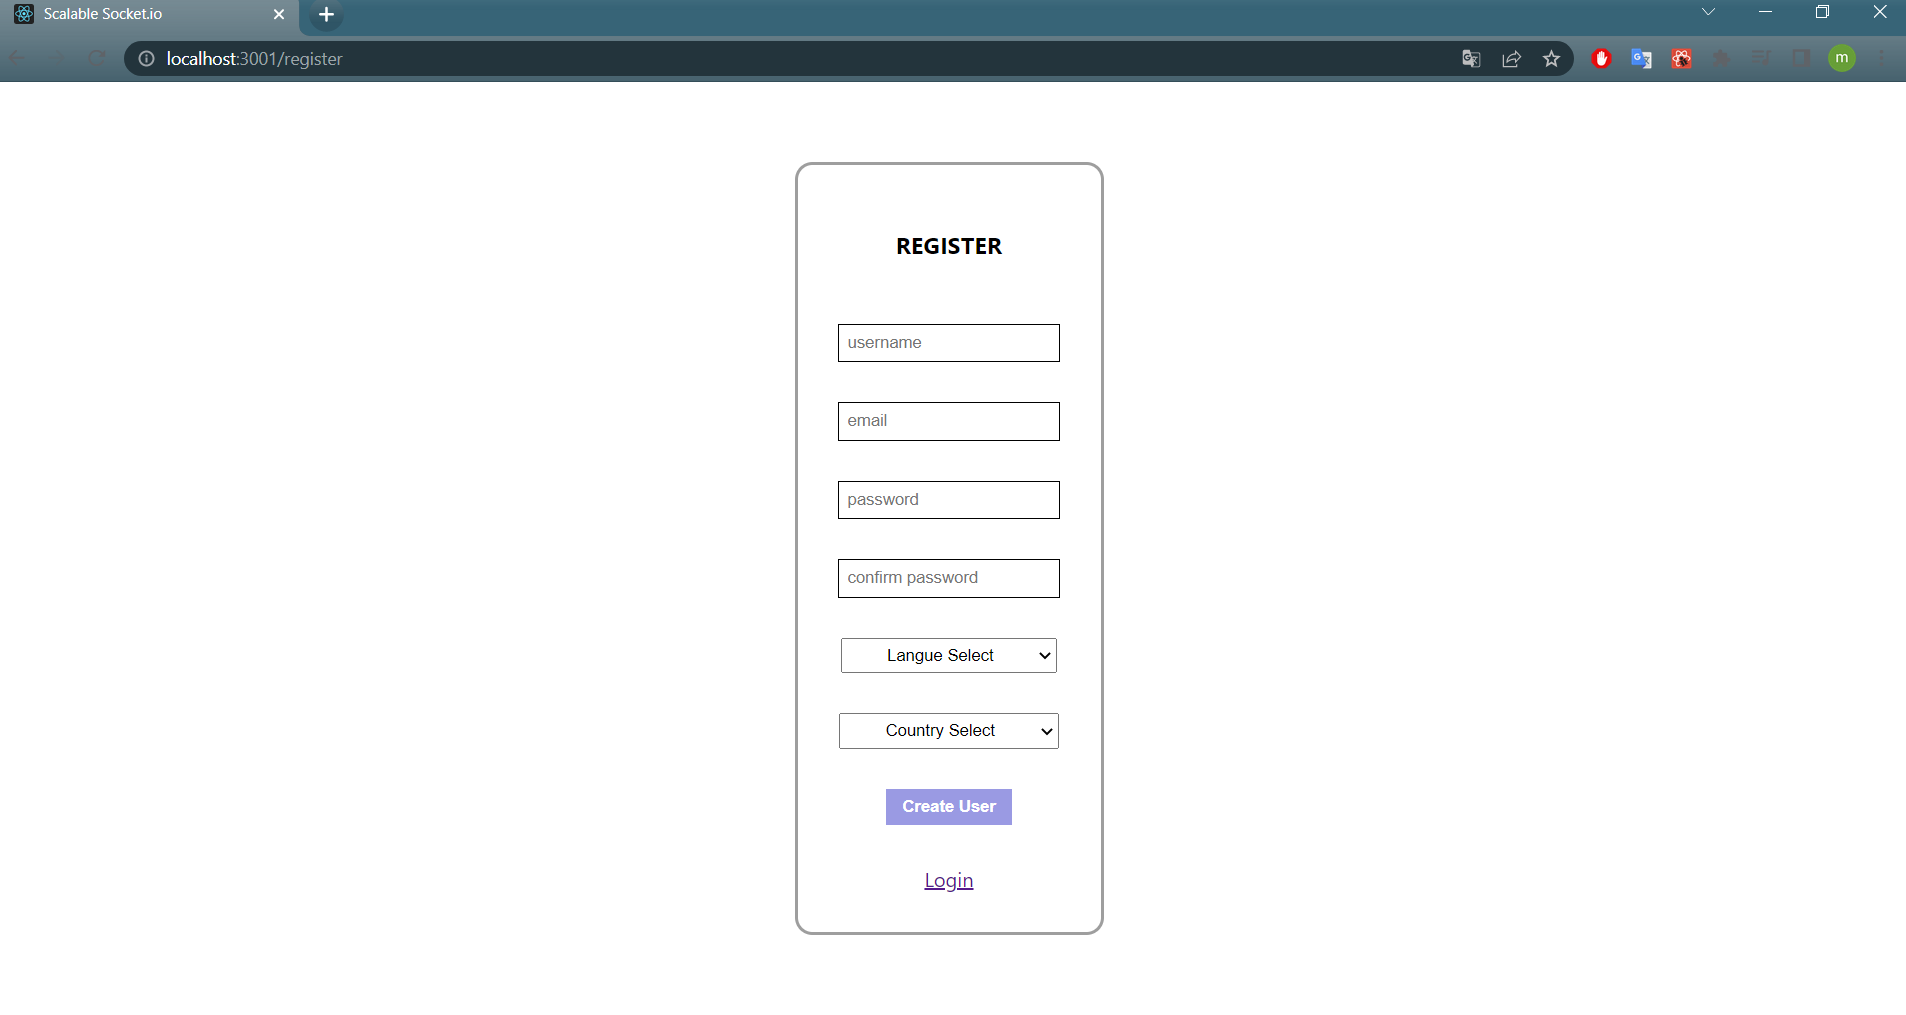 Scalable Socket.io
localhost:3001/register
m
REGISTER
username
email
password
confirm password
Langue Select
Country Select
Create User
Login